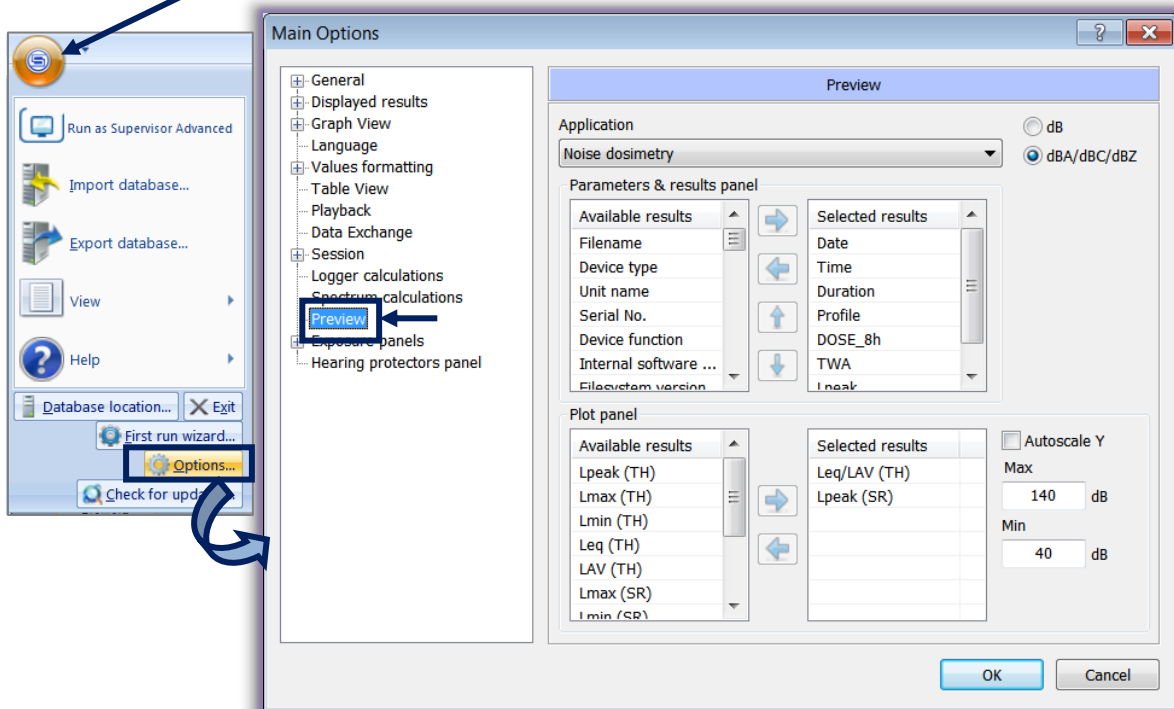 Run as Supervisor Advanced
Import database...
Export database...
View
Help
Database location...
Exit
First run wizard...
Options...
Check for upd
Main Options
General
Displayed results
Graph View
Language
Values formatting
Table View
Playback
Data Exchange
Session
Logger calculations
Spectrum calculations
Preview
Exposure panels
Hearing protectors panel
Preview
Application
Noise dosimetry
dB
dBA/dBC/dBZ
Parameters & results panel
Available results
Filename
Device type
Unit name
Serial No.
Device function
Internal software ...
Filesystem version
Selected results
Date
Time
Duration
Profile
DOSE_8h
TWA
Lpeak
Plot panel
Available results
Lpeak (TH)
Lmax (TH)
Lmin (TH)
Leq (TH)
LAV (TH)
Lmax (SR)
Lmin (SR)
Selected results
Leq/LAV (TH)
Lpeak (SR)
Autoscale Y
Max
140 dB
Min
40 dB
OK
Cancel